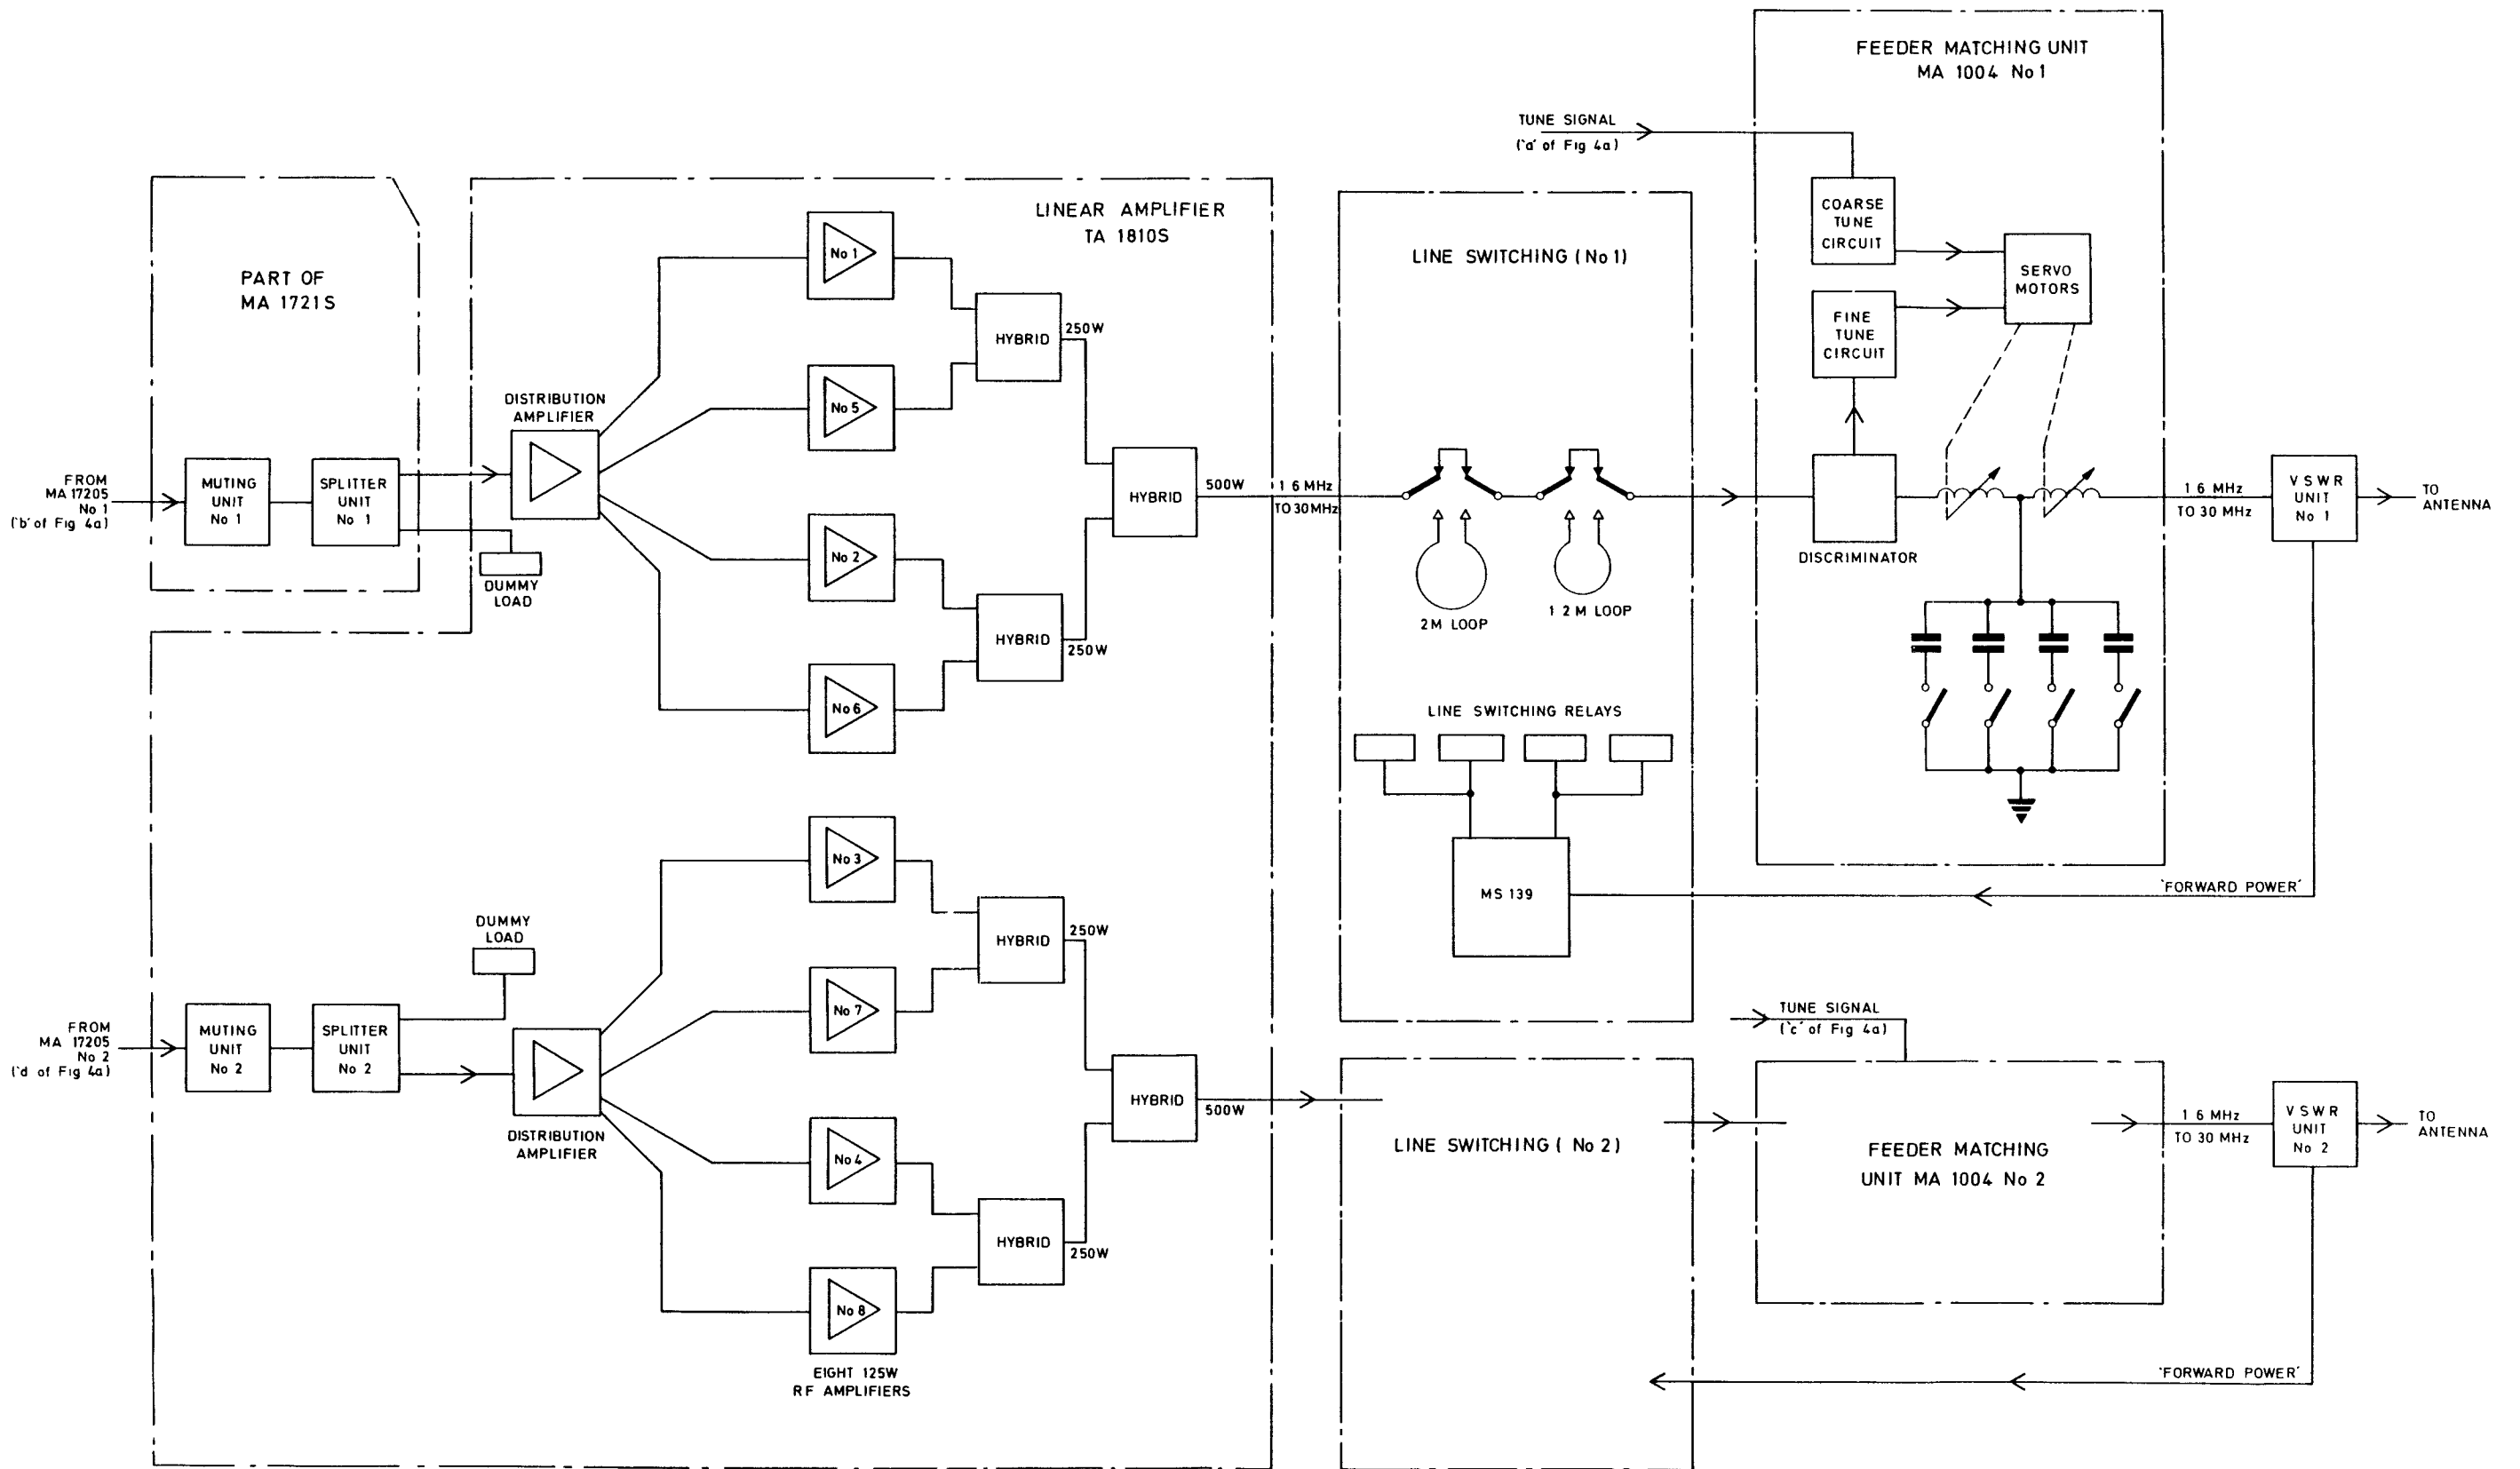 FEEDER MATCHING UNIT
MA 1004 No 1
TUNE SIGNAL
('a' of Fig 4a)
COARSE
TUNE
CIRCUIT
SERVO
MOTORS
FINE
TUNE
CIRCUIT
DISCRIMINATOR
1 6 MHz
TO 30 MHz
V S W R
UNIT
No 1
TO
ANTENNA
PART OF
MA 1721S
LINEAR AMPLIFIER
TA 1810S
FROM
MA 17205
No 1
('b' of Fig 4a)
MUTING
UNIT
No 1
SPLITTER
UNIT
No 1
DUMMY
LOAD
DISTRIBUTION
AMPLIFIER
No 1
No 5
No 2
No 6
HYBRID
250W
HYBRID
250W
HYBRID
500W
1 6 MHz
TO 30MHz
LINE SWITCHING (No 1)
2M LOOP
1 2 M LOOP
LINE SWITCHING RELAYS
MS 139
'FORWARD POWER'
FROM
MA 17205
No 2
('d of Fig 4a)
MUTING
UNIT
No 2
SPLITTER
UNIT
No 2
DUMMY
LOAD
DISTRIBUTION
AMPLIFIER
No 3
No 7
No 4
No 8
EIGHT 125W
RF AMPLIFIERS
HYBRID
250W
HYBRID
250W
HYBRID
500W
LINE SWITCHING ( No 2)
TUNE SIGNAL
('c' of Fig 4a)
FEEDER MATCHING
UNIT MA 1004 No 2
1 6 MHz
TO 30 MHz
V S W R
UNIT
No 2
TO
ANTENNA
'FORWARD POWER'